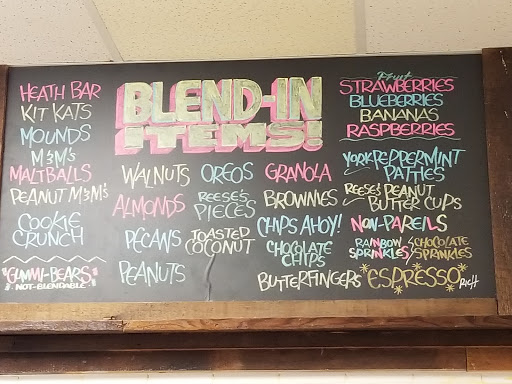 HEATH BAR
KIT KATS
MOUNDS
M&M's
MALTBALLS
PEANUT M&M's
COOKIE
CRUNCH
"GUMMI-BEARS"
NOT-BLENDABLE
BLEND-IN
ITEMS!
WALNUTS
ALMONDS
PECANS
PEANUTS
OREOS
REESE'S
PIECES
TOASTED
COCONUT
GRANOLA
BROWNIES
CHIPS AHOY!
CHOCOLATE
CHIPS
BUTTERFINGERS
Fruit
STRAWBERRIES
BLUEBERRIES
BANANAS
RASPBERRIES
YORK PEPPERMINT
PATTIES
REESE'S PEANUT
BUTTER CUPS
NON-PAREILS
RAINBOW
SPRINKLES/
CHOCOLATE
SPRINKLES
*ESPRESSO*
RICH